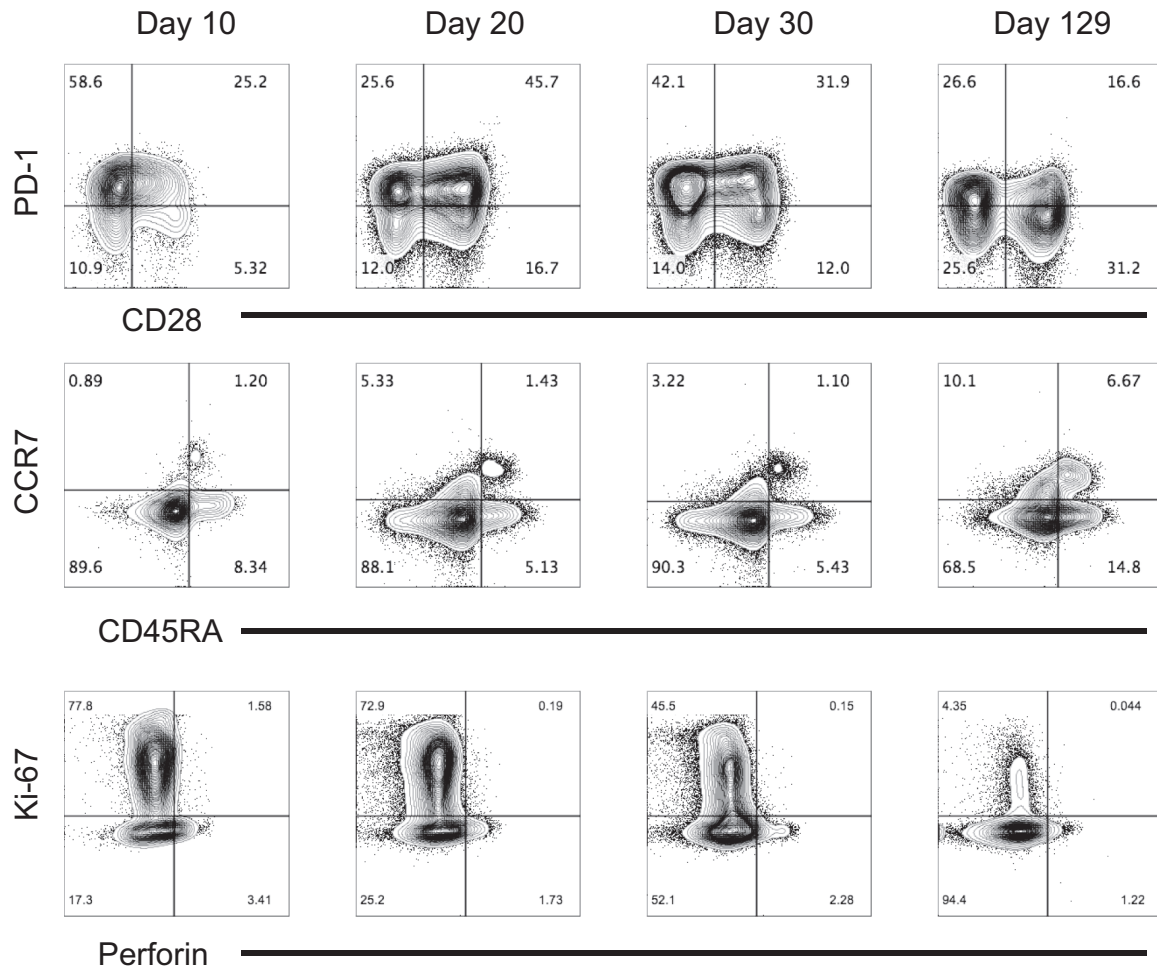 Day 10 Day 20 Day 30 Day 129
58.6 25.2 25.6 45.7 42.1 31.9 26.6 16.6
PD-1
10.9 5.32 12.0 16.7 14.0 12.0 25.6 31.2
CD28
0.89 1.20 5.33 1.43 3.22 1.10 10.1 6.67
CCR7
89.6 8.34 88.1 5.13 90.3 5.43 68.5 14.8
CD45RA
77.8 1.58 72.9 0.19 45.5 0.15 4.35 0.044
Ki-67
17.3 3.41 25.2 1.73 52.1 2.28 94.4 1.22
Perforin